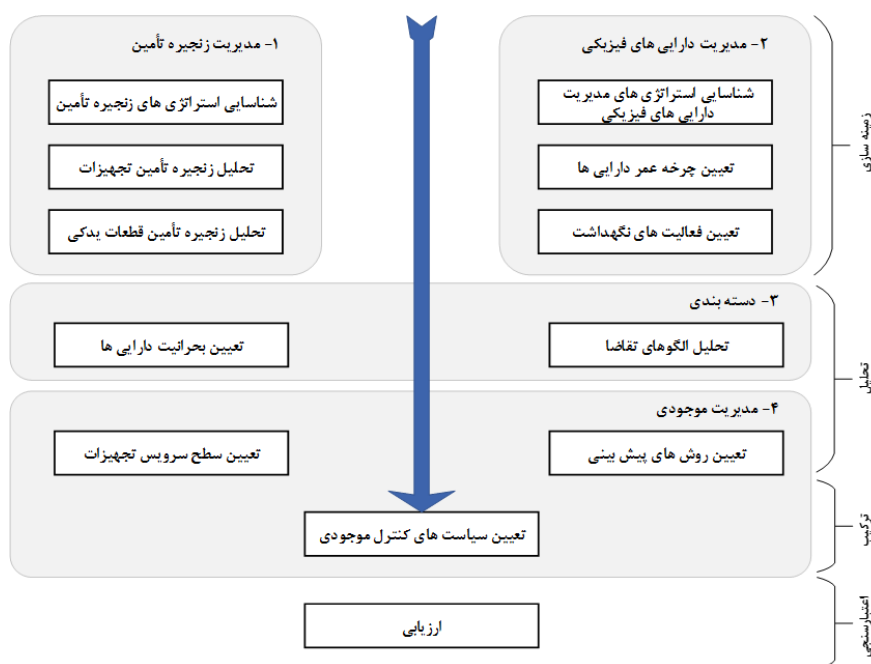 ۲- مدیریت دارایی های فیزیکی
شناسایی استراتژی های مدیریت
دارایی های فیزیکی
تعیین چرخه عمر دارایی ها
تعیین فعالیت های نگهداشت
۱- مدیریت زنجیره تأمین
شناسایی استراتژی های زنجیره تأمین
تحلیل زنجیره تأمین تجهیزات
تحلیل زنجیره تأمین قطعات یدکی
زمینه سازی
۳- دسته بندی
تحلیل الگوهای تقاضا
تعیین بحرانیت دارایی ها
تحلیل
۴- مدیریت موجودی
تعیین روش های پیش بینی
تعیین سطح سرویس تجهیزات
تعیین سیاست های کنترل موجودی
ترکیب
ارزیابی
اعتبارسنجی